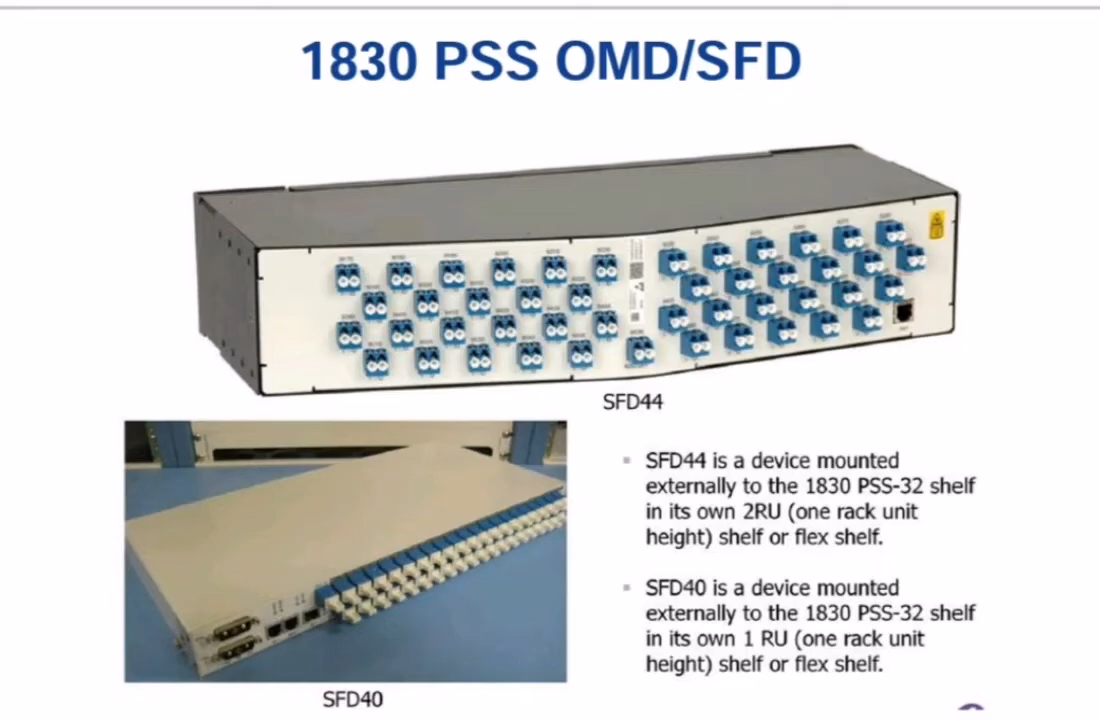 1830 PSS OMD/SFD
SFD44
SFD44 is a device mounted
externally to the 1830 PSS-32 shelf
in its own 2RU (one rack unit
height) shelf or flex shelf.
SFD40 is a device mounted
externally to the 1830 PSS-32 shelf
in its own 1 RU (one rack unit
height) shelf or flex shelf.
SFD40